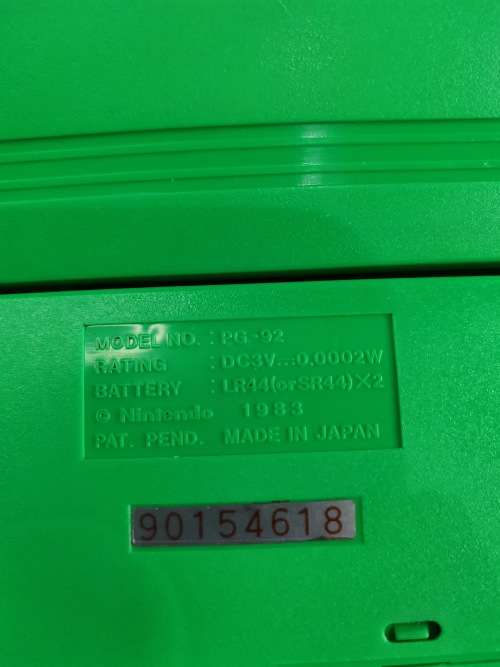 MODEL NO. : PG-92
RATING : DC3V...0,0002W
BATTERY : LR44(orSR44)×2
© Nintendo 1983
PAT. PEND. MADE IN JAPAN
90154618